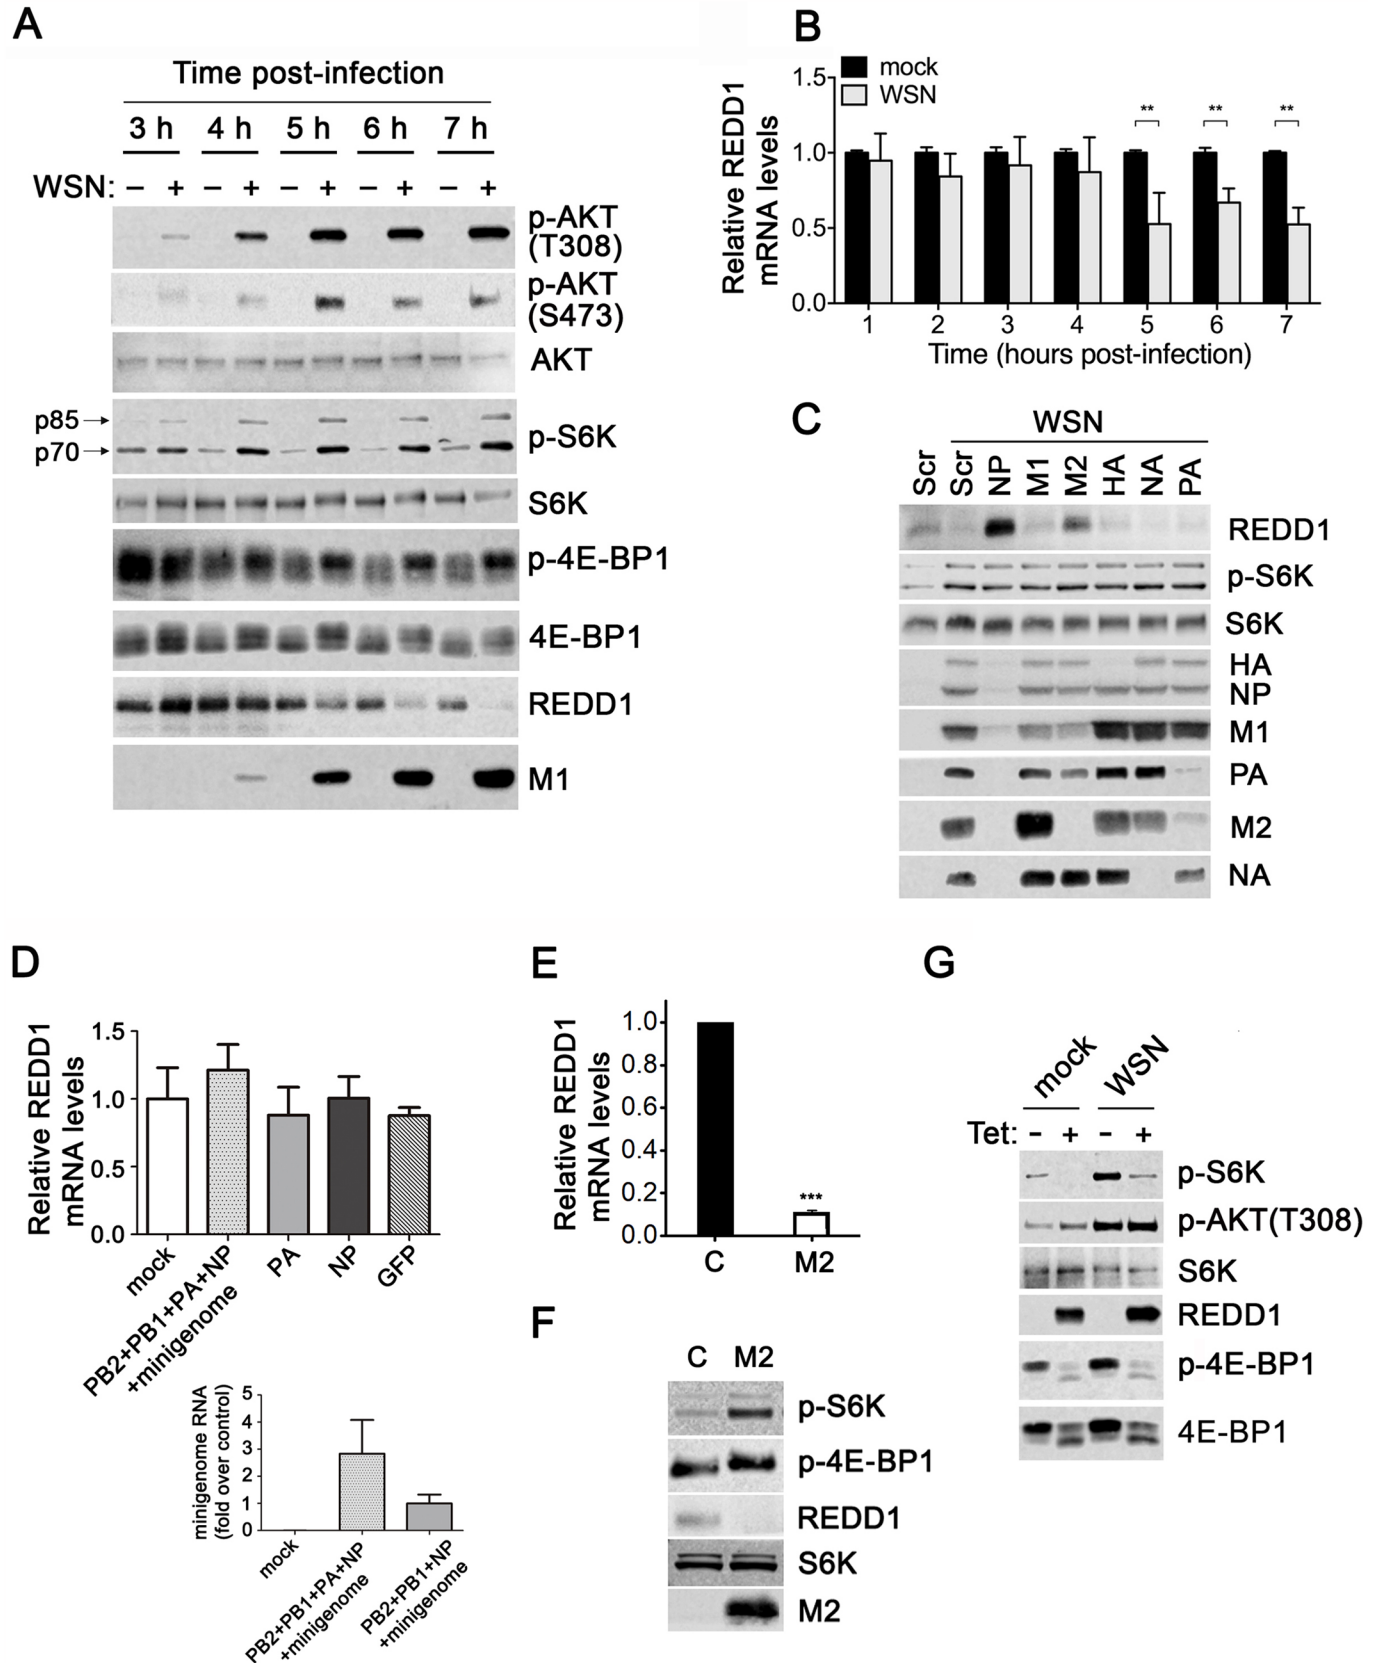 A
Time post-infection
3 h 4 h 5 h 6 h 7 h
WSN: − + − + − + − + − +
p-AKT
(T308)
p-AKT
(S473)
AKT
p85
p70
p-S6K
S6K
p-4E-BP1
4E-BP1
REDD1
M1
B
mock
WSN
Relative REDD1
mRNA levels
1.5
1.0
0.5
0.0
** ** **
1 2 3 4 5 6 7
Time (hours post-infection)
C
WSN
Scr Scr NP M1 M2 HA NA PA
REDD1
p-S6K
S6K
HA
NP
M1
PA
M2
NA
D
Relative REDD1
mRNA levels
1.5
1.0
0.5
0.0
mock
PB2+PB1+PA+NP
+minigenome
PA
NP
GFP
minigenome RNA
(fold over control)
5
4
3
2
1
0
mock
PB2+PB1+PA+NP
+minigenome
PB2+PB1+NP
+minigenome
E
Relative REDD1
mRNA levels
1.0
0.8
0.6
0.4
0.2
0.0
***
C M2
F
C M2
p-S6K
p-4E-BP1
REDD1
S6K
M2
G
mock WSN
Tet: − + − +
p-S6K
p-AKT(T308)
S6K
REDD1
p-4E-BP1
4E-BP1